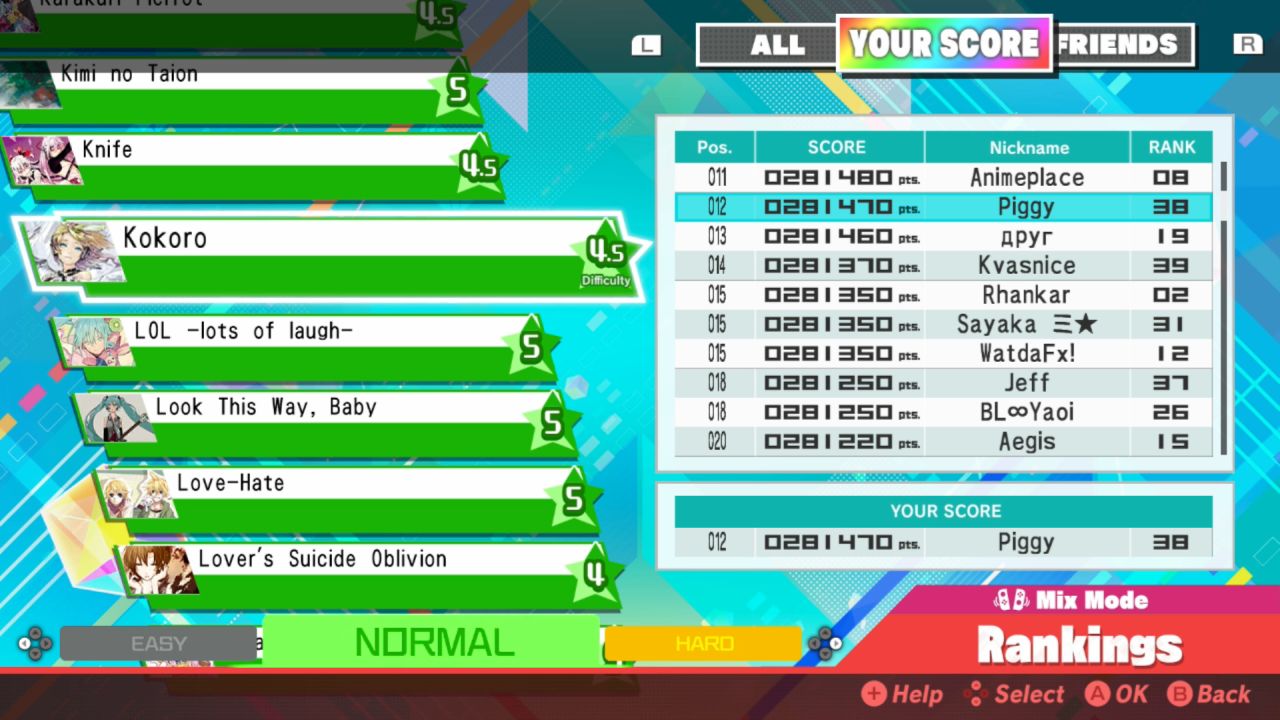 Karakuri Pierrot
4.5
Kimi no Taion
5
Knife
4.5
Kokoro
4.5
Difficulty
LOL -lots of laugh-
5
Look This Way, Baby
5
Love-Hate
5
Lover's Suicide Oblivion
4
EASY
NORMAL
HARD
L
ALL
YOUR SCORE
FRIENDS
R
Pos. SCORE Nickname RANK
011 0281480 pts. Animeplace 08
012 0281470 pts. Piggy 38
013 0281460 pts. друг 19
014 0281370 pts. Kvasnice 39
015 0281350 pts. Rhankar 02
015 0281350 pts. Sayaka 三★ 31
015 0281350 pts. WatdaFx! 12
018 0281250 pts. Jeff 37
018 0281250 pts. BL∞Yaoi 26
020 0281220 pts. Aegis 15
YOUR SCORE
012 0281470 pts. Piggy 38
Mix Mode
Rankings
+ Help Select A OK B Back